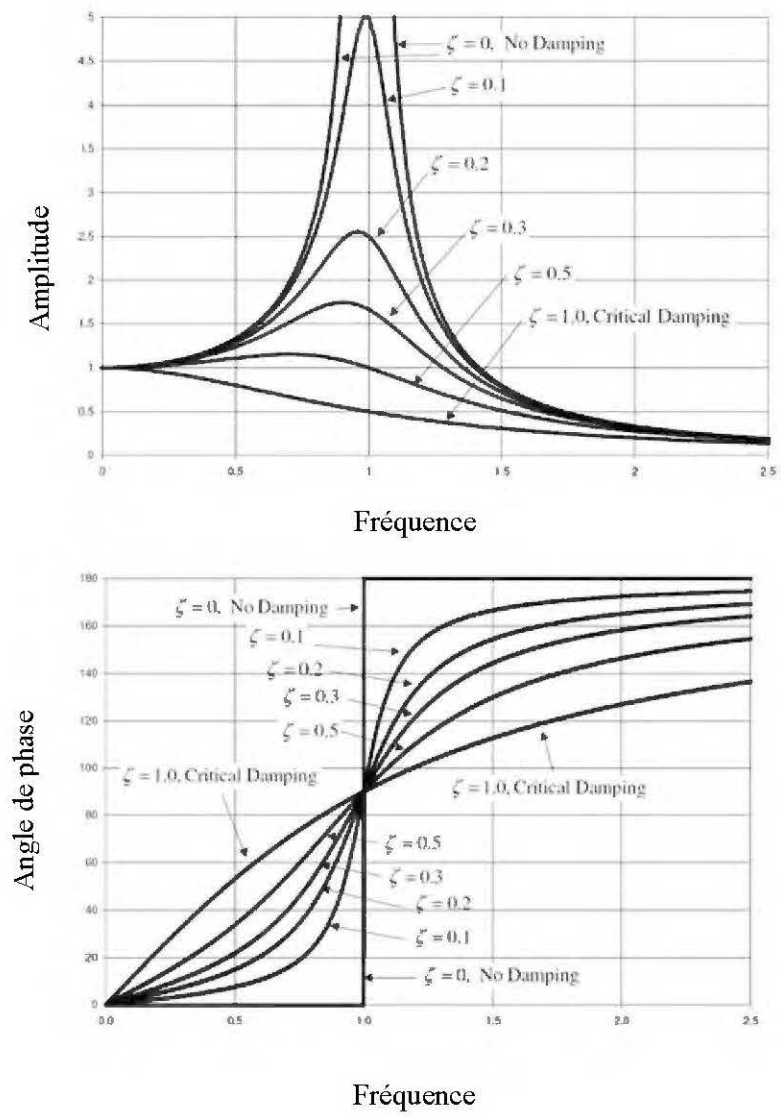 5
4.5
4
3.5
3
2.5
2
1.5
1
0.5
0
0
0.5
1
1.5
2
2.5
ζ = 0, No Damping
ζ = 0.1
ζ = 0.2
ζ = 0.3
ζ = 0.5
ζ = 1.0, Critical Damping
Amplitude
Fréquence
180
160
140
120
100
80
60
40
20
0
0.0
0.5
1.0
1.5
2.0
2.5
ζ = 0, No Damping
ζ = 0.1
ζ = 0.2
ζ = 0.3
ζ = 0.5
ζ = 1.0, Critical Damping
ζ = 1.0, Critical Damping
ζ = 0.5
ζ = 0.3
ζ = 0.2
ζ = 0.1
ζ = 0, No Damping
Angle de phase
Fréquence